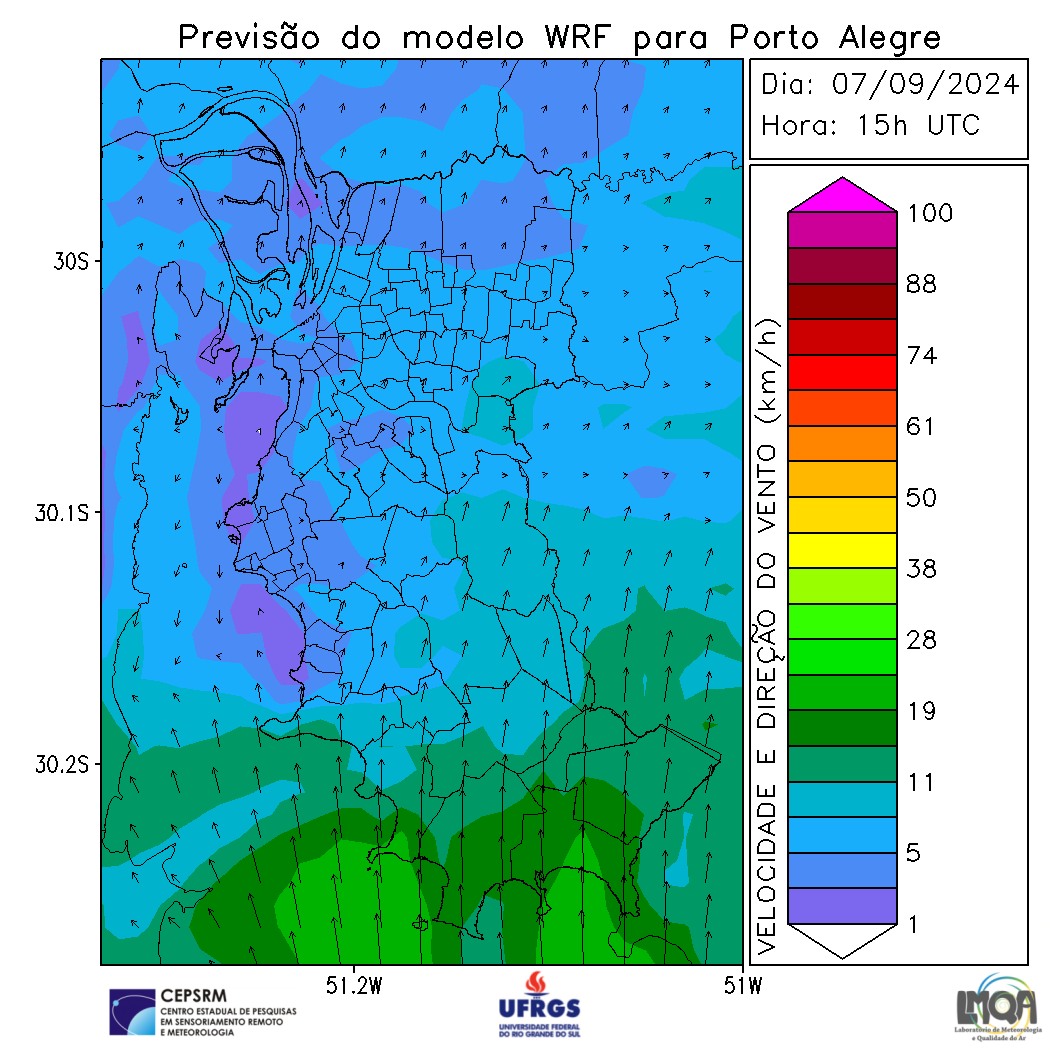 Previsão do modelo WRF para Porto Alegre
Dia: 07/09/2024
Hora: 15h UTC
30S
30.1S
30.2S
51.2W
51W
VELOCIDADE E DIREÇÃO DO VENTO (km/h)
100
88
74
61
50
38
28
19
11
5
1
CEPSRM
CENTRO ESTADUAL DE PESQUISAS
EM SENSORIAMENTO REMOTO
E METEOROLOGIA
UFRGS
UNIVERSIDADE FEDERAL
DO RIO GRANDE DO SUL
LMQA
Laboratório de Meteorologia
e Qualidade do Ar